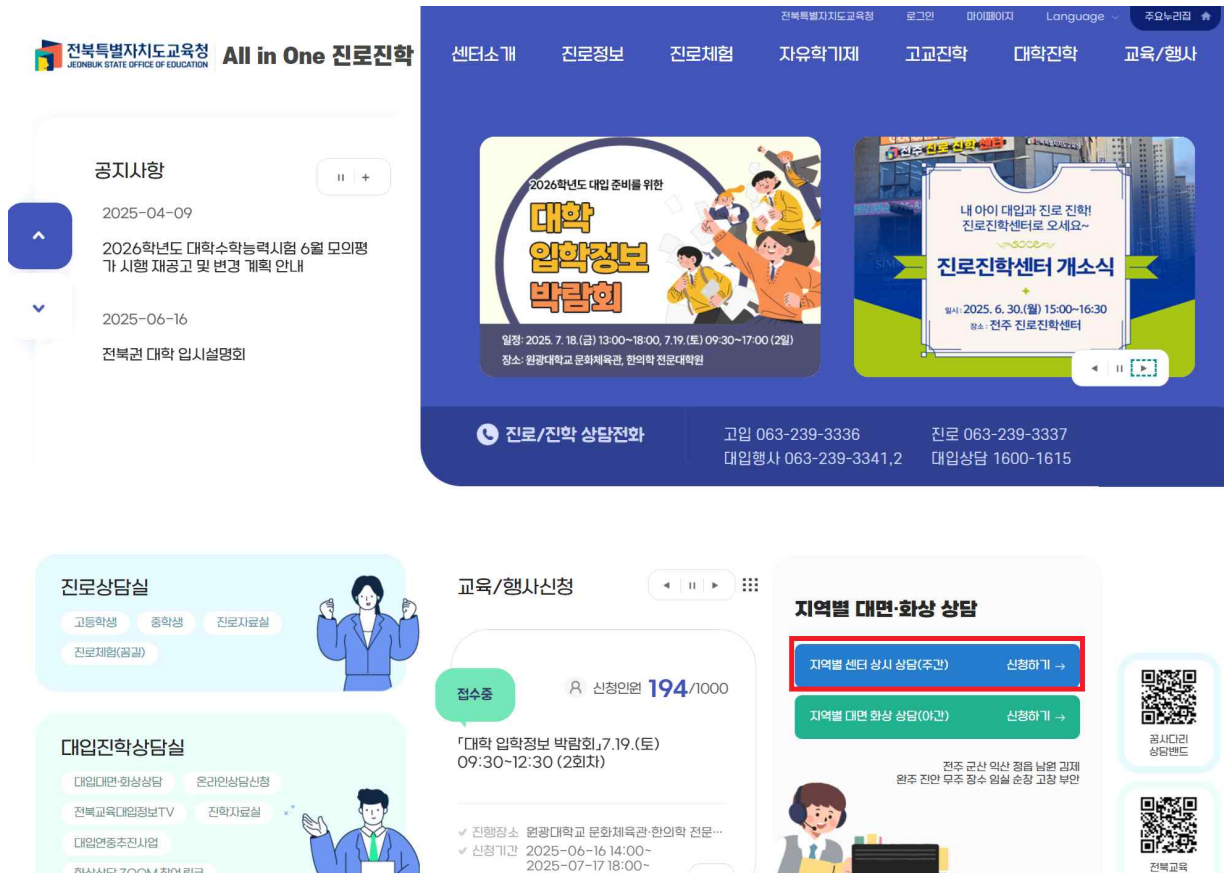 전북특별자치도교육청 로그인 마이페이지 Language 주요누리집
전북특별자치도교육청
JEONBUK STATE OFFICE OF EDUCATION
All in One 진로진학
센터소개 진로정보 진로체험 자유학기제 고교진학 대학진학 교육/행사
공지사항
2025-04-09
2026학년도 대학수학능력시험 6월 모의평
가 시행 재공고 및 변경 계획 안내
2025-06-16
전북권 대학 입시설명회
2026학년도 대입 준비를 위한
대학
입학정보
박람회
일정: 2025. 7. 18.(금) 13:00~18:00, 7.19.(토) 09:30~17:00 (2일)
장소: 원광대학교 문화체육관, 한의학 전문대학원
전주 진로 진학 센터
내 아이 대입과 진로 진학!
진로진학센터로 오세요~
진로진학센터 개소식
일시: 2025. 6. 30.(월) 15:00~16:30
장소: 전주 진로진학센터
진로/진학 상담전화
고입 063-239-3336 진로 063-239-3337
대입행사 063-239-3341,2 대입상담 1600-1615
진로상담실
고등학생 중학생 진로자료실
진로체험(꿈길)
대입진학상담실
대입대면·화상상담 온라인상담신청
전북교육대입정보TV 진학자료실
대입연중추진사업
화상상담 ZOOM 참여 링크
교육/행사신청
접수중
신청인원 194/1000
「대학 입학정보 박람회」7.19.(토)
09:30~12:30 (2회차)
진행장소 원광대학교 문화체육관·한의학 전문…
신청기간 2025-06-16 14:00~
2025-07-17 18:00~
지역별 대면·화상 상담
지역별 센터 상시 상담(주간) 신청하기 →
지역별 대면 화상 상담(야간) 신청하기 →
전주 군산 익산 정읍 남원 김제
완주 진안 무주 장수 임실 순창 고창 부안
꿈사다리
상담밴드
전북교육